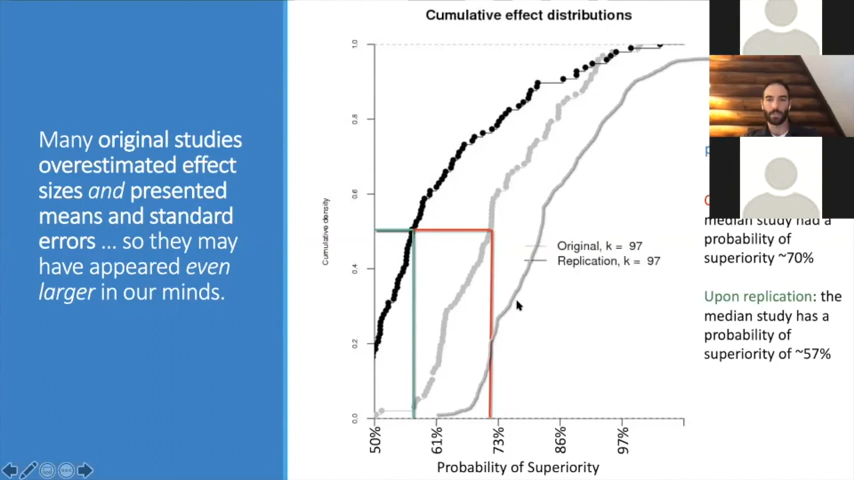 Cumulative effect distributions
Many original studies
overestimated effect
sizes and presented
means and standard
errors ... so they may
have appeared even
larger in our minds.
Cumulative density
1.0
0.8
0.6
0.4
0.2
0.0
Original, k = 97
Replication, k = 97
50%
61%
73%
86%
97%
Probability of Superiority
median study had a
probability of
superiority ~70%
Upon replication: the
median study has a
probability of
superiority of ~57%